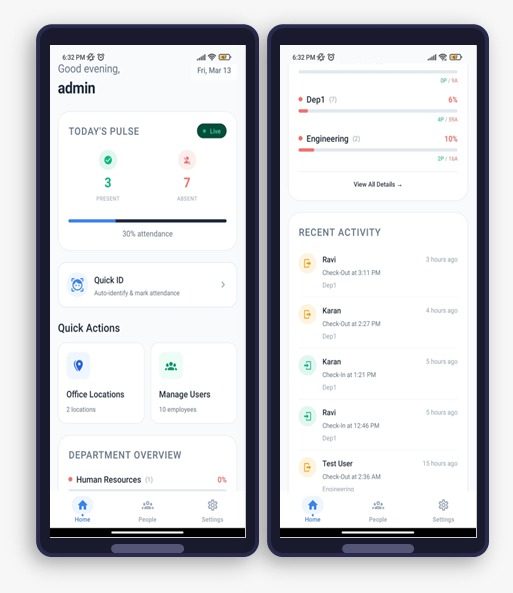 6:32 PM
Good evening,
Fri, Mar 13
admin
TODAY'S PULSE
Live
3
7
PRESENT
ABSENT
30% attendance
Quick ID
Auto-identify & mark attendance
Quick Actions
Office Locations
2 locations
Manage Users
10 employees
DEPARTMENT OVERVIEW
Human Resources (1) 0%
Home
People
Settings
6:32 PM
0P / 9A
Dep1 (7) 6%
4P / 59A
Engineering (2) 10%
2P / 16A
View All Details →
RECENT ACTIVITY
Ravi 3 hours ago
Check-Out at 3:11 PM
Dep1
Karan 4 hours ago
Check-Out at 2:27 PM
Dep1
Karan 5 hours ago
Check-In at 1:21 PM
Dep1
Ravi 5 hours ago
Check-In at 12:46 PM
Dep1
Test User 15 hours ago
Check-Out at 2:36 AM
Engineering
Home
People
Settings